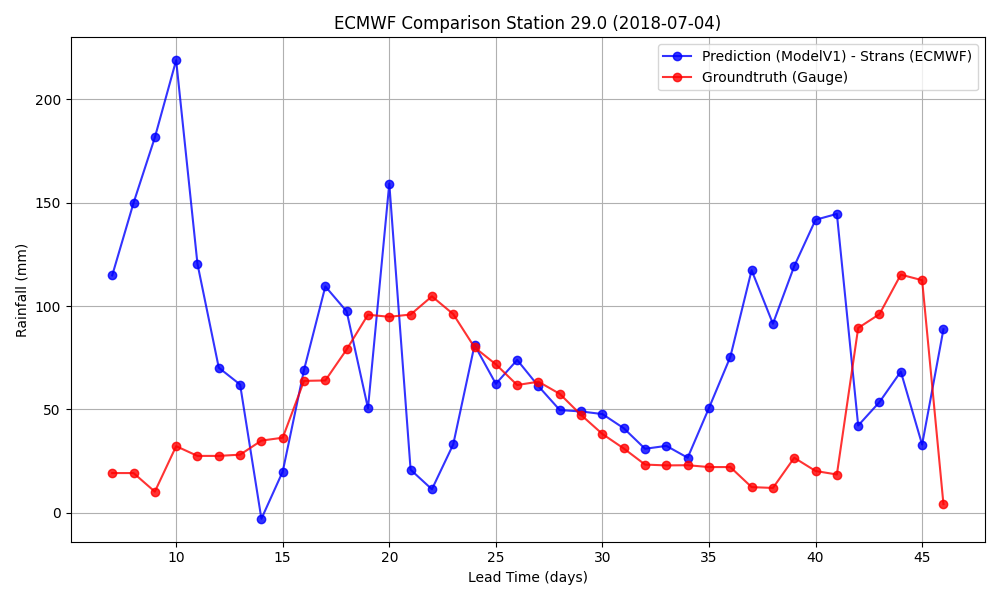 ECMWF Comparison Station 29.0 (2018-07-04)
Prediction (ModelV1) - Strans (ECMWF)
Groundtruth (Gauge)
Rainfall (mm)
200
150
100
50
0
10 15 20 25 30 35 40 45
Lead Time (days)